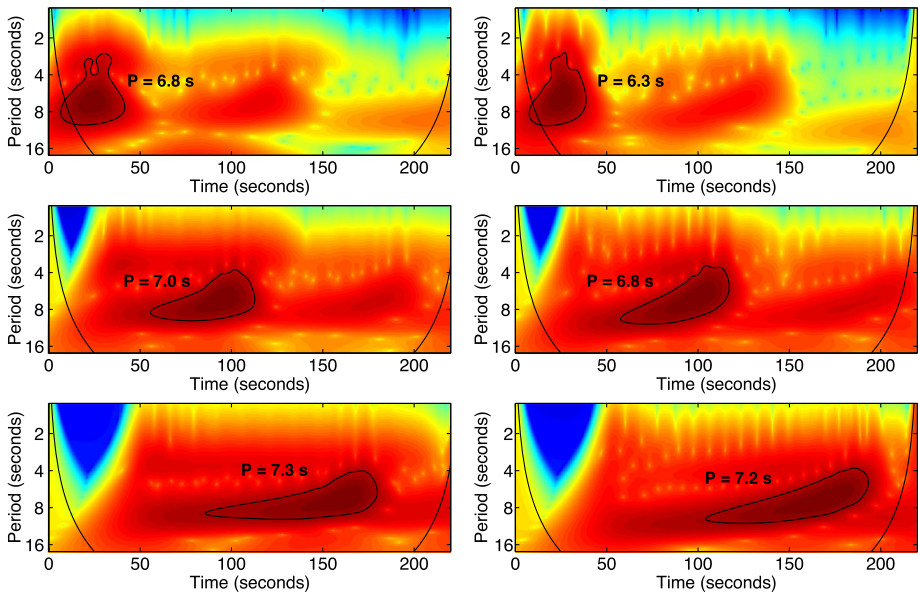 2
4
8
16
Period (seconds)
P = 6.8 s
0 50 100 150 200
Time (seconds)
2
4
8
16
Period (seconds)
P = 6.3 s
0 50 100 150 200
Time (seconds)
2
4
8
16
Period (seconds)
P = 7.0 s
0 50 100 150 200
Time (seconds)
2
4
8
16
Period (seconds)
P = 6.8 s
0 50 100 150 200
Time (seconds)
2
4
8
16
Period (seconds)
P = 7.3 s
0 50 100 150 200
Time (seconds)
2
4
8
16
Period (seconds)
P = 7.2 s
0 50 100 150 200
Time (seconds)